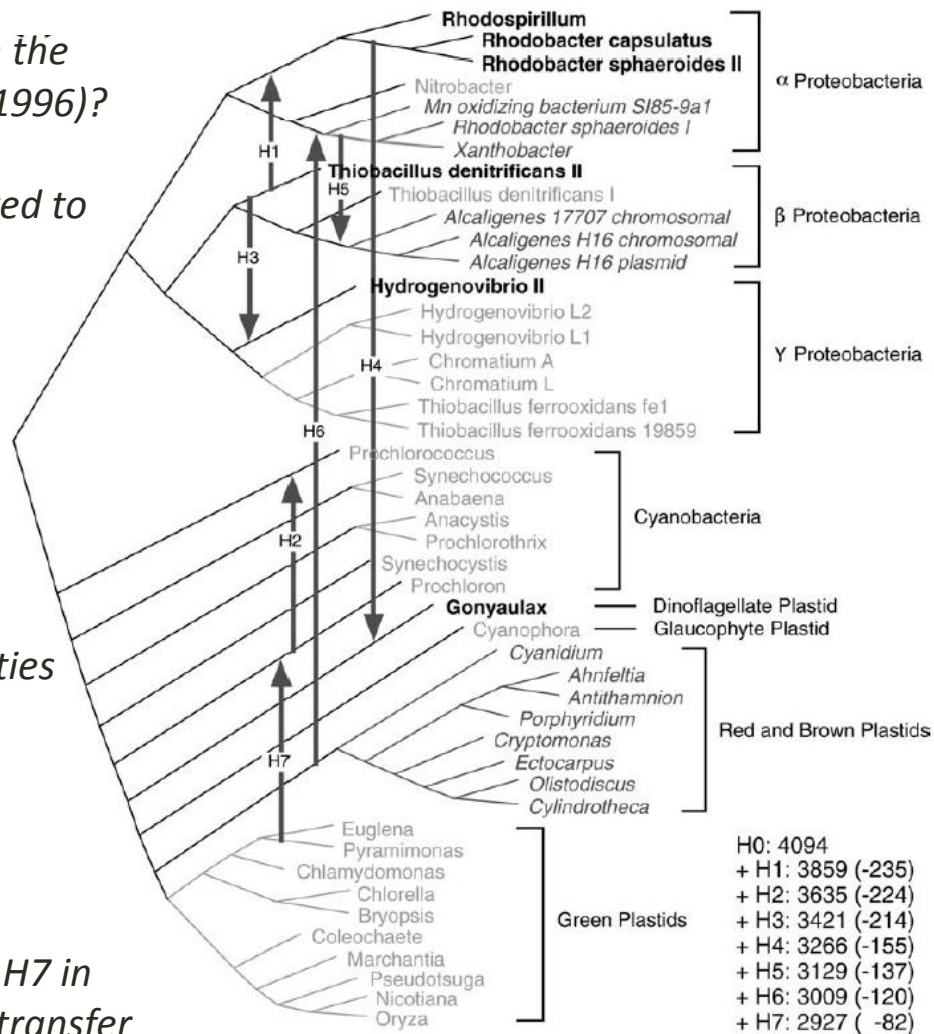 the
1996)?
ed to
ties
H7 in
transfer
Rhodospirillum
Rhodobacter capsulatus
Rhodobacter sphaeroides II
Nitrobacter
Mn oxidizing bacterium SI85-9a1
Rhodobacter sphaeroides I
Xanthobacter
α Proteobacteria
H1
Thiobacillus denitrificans II
H5
Thiobacillus denitrificans I
Alcaligenes 17707 chromosomal
Alcaligenes H16 chromosomal
Alcaligenes H16 plasmid
β Proteobacteria
H3
Hydrogenovibrio II
Hydrogenovibrio L2
Hydrogenovibrio L1
Chromatium A
Chromatium L
Thiobacillus ferrooxidans fe1
Thiobacillus ferrooxidans 19859
γ Proteobacteria
H4
H6
Prochlorococcus
Synechococcus
Anabaena
Anacystis
Prochlorothrix
Synechocystis
Prochloron
Cyanobacteria
H2
Gonyaulax
Dinoflagellate Plastid
Cyanophora
Glaucophyte Plastid
Cyanidium
Ahnfeltia
Antithamnion
Porphyridium
Cryptomonas
Ectocarpus
Olistodiscus
Cylindrotheca
Red and Brown Plastids
H7
Euglena
Pyramimonas
Chlamydomonas
Chlorella
Bryopsis
Coleochaete
Marchantia
Pseudotsuga
Nicotiana
Oryza
Green Plastids
H0: 4094
+ H1: 3859 (-235)
+ H2: 3635 (-224)
+ H3: 3421 (-214)
+ H4: 3266 (-155)
+ H5: 3129 (-137)
+ H6: 3009 (-120)
+ H7: 2927 ( -82)